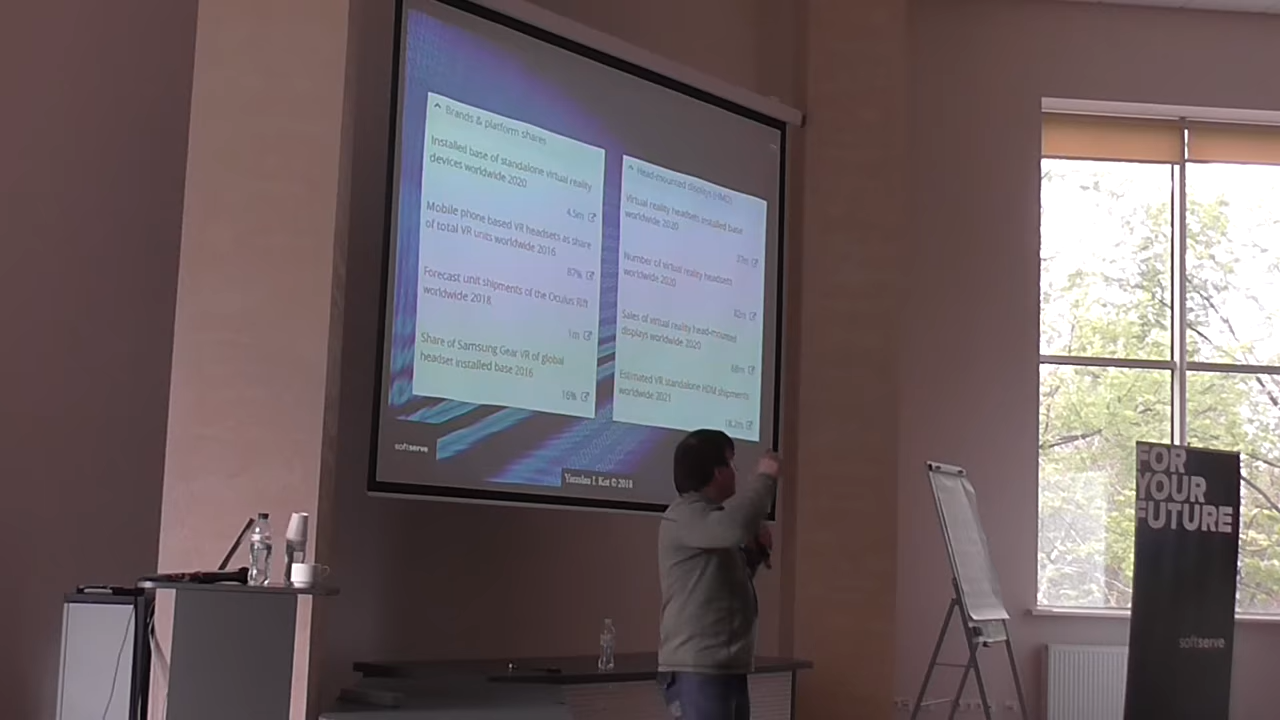 Brands & platform shares
Installed base of standalone virtual reality
devices worldwide 2020
4.5m
Mobile phone based VR headsets as share
of total VR units worldwide 2016
87%
Forecast unit shipments of the Oculus Rift
worldwide 2018
1m
Share of Samsung Gear VR of global
headset installed base 2016
16%
Head-mounted displays (HMD)
Virtual reality headsets installed base
worldwide 2020
37m
Number of virtual reality headsets
worldwide 2020
82m
Sales of virtual reality head-mounted
displays worldwide 2020
68m
Estimated VR standalone HDM shipments
worldwide 2021
softserve
Yaroslau I. Kot © 2018
FOR
YOUR
FUTURE
softserve